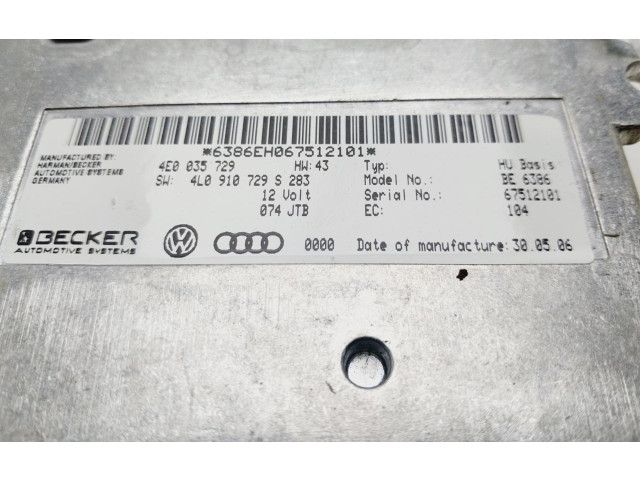 *6386EH067512101*
MANUFACTURED BY:
HARMAN/BECKER
AUTOMOTIVE SYSTEMS
GERMANY
4E0 035 729 HW: 43 Typ: HU Basis
SW: 4L0 910 729 S 283 Model No.: BE 6386
12 Volt Serial No.: 67512101
074 JTB EC: 104
BECKER
AUTOMOTIVE SYSTEMS
0000 Date of manufacture: 30.05.06